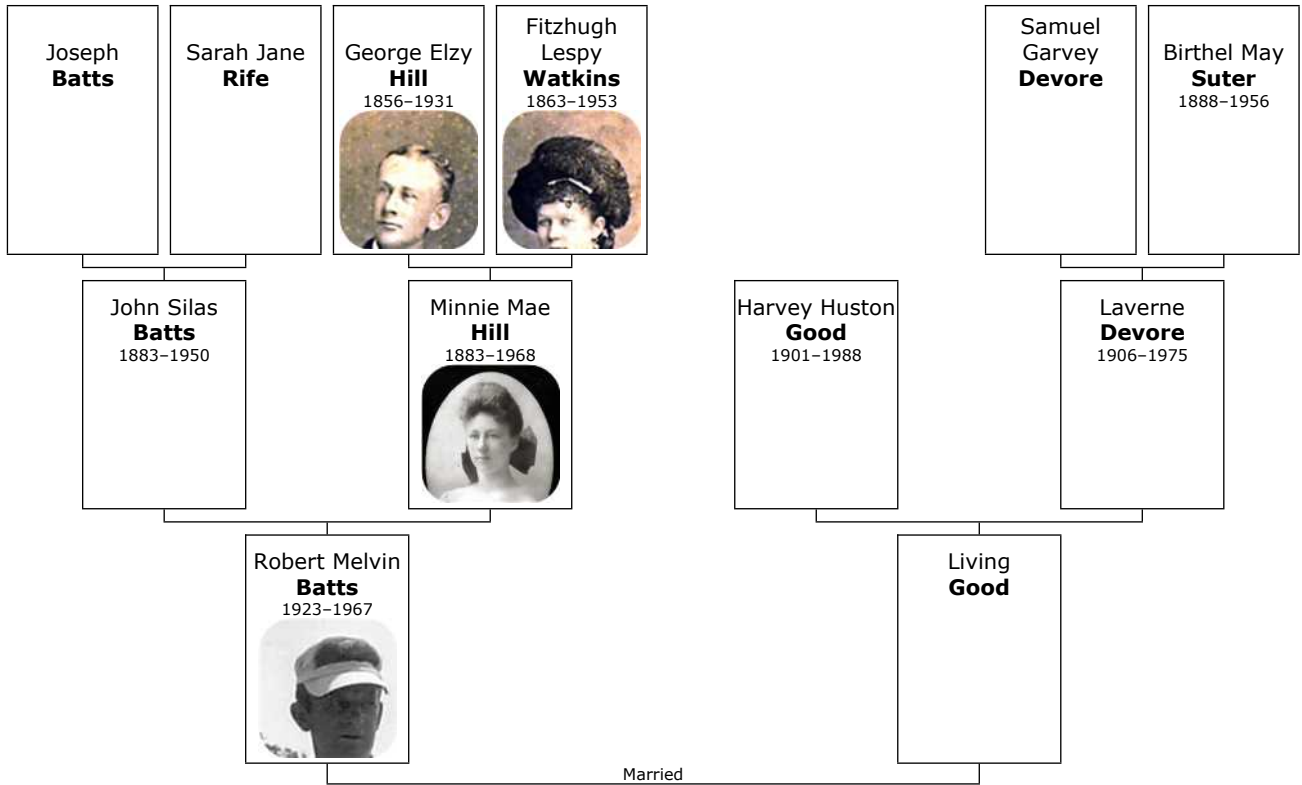 Joseph
Batts
Sarah Jane
Rife
George Elzy
Hill
1856–1931
Fitzhugh
Lespy
Watkins
1863–1953
Samuel
Garvey
Devore
Birthel May
Suter
1888–1956
John Silas
Batts
1883–1950
Minnie Mae
Hill
1883–1968
Harvey Huston
Good
1901–1988
Laverne
Devore
1906–1975
Robert Melvin
Batts
1923–1967
Living
Good
Married